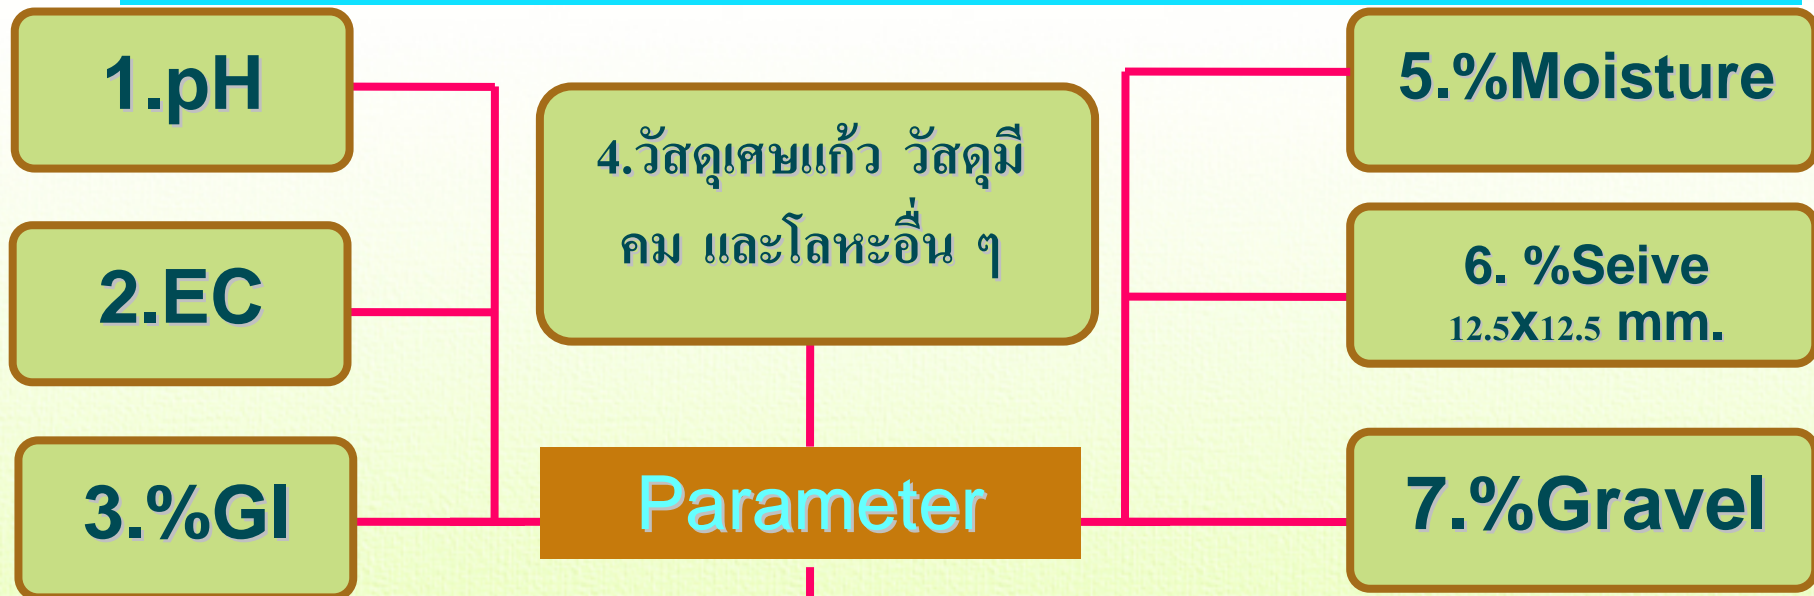 1.pH
2.EC
3.%GI
4.วัสดุเศษแก้ว วัสดุมี
คม และโลหะอื่น ๆ
Parameter
5.%Moisture
6. %Seive
12.5x12.5 mm.
7.%Gravel